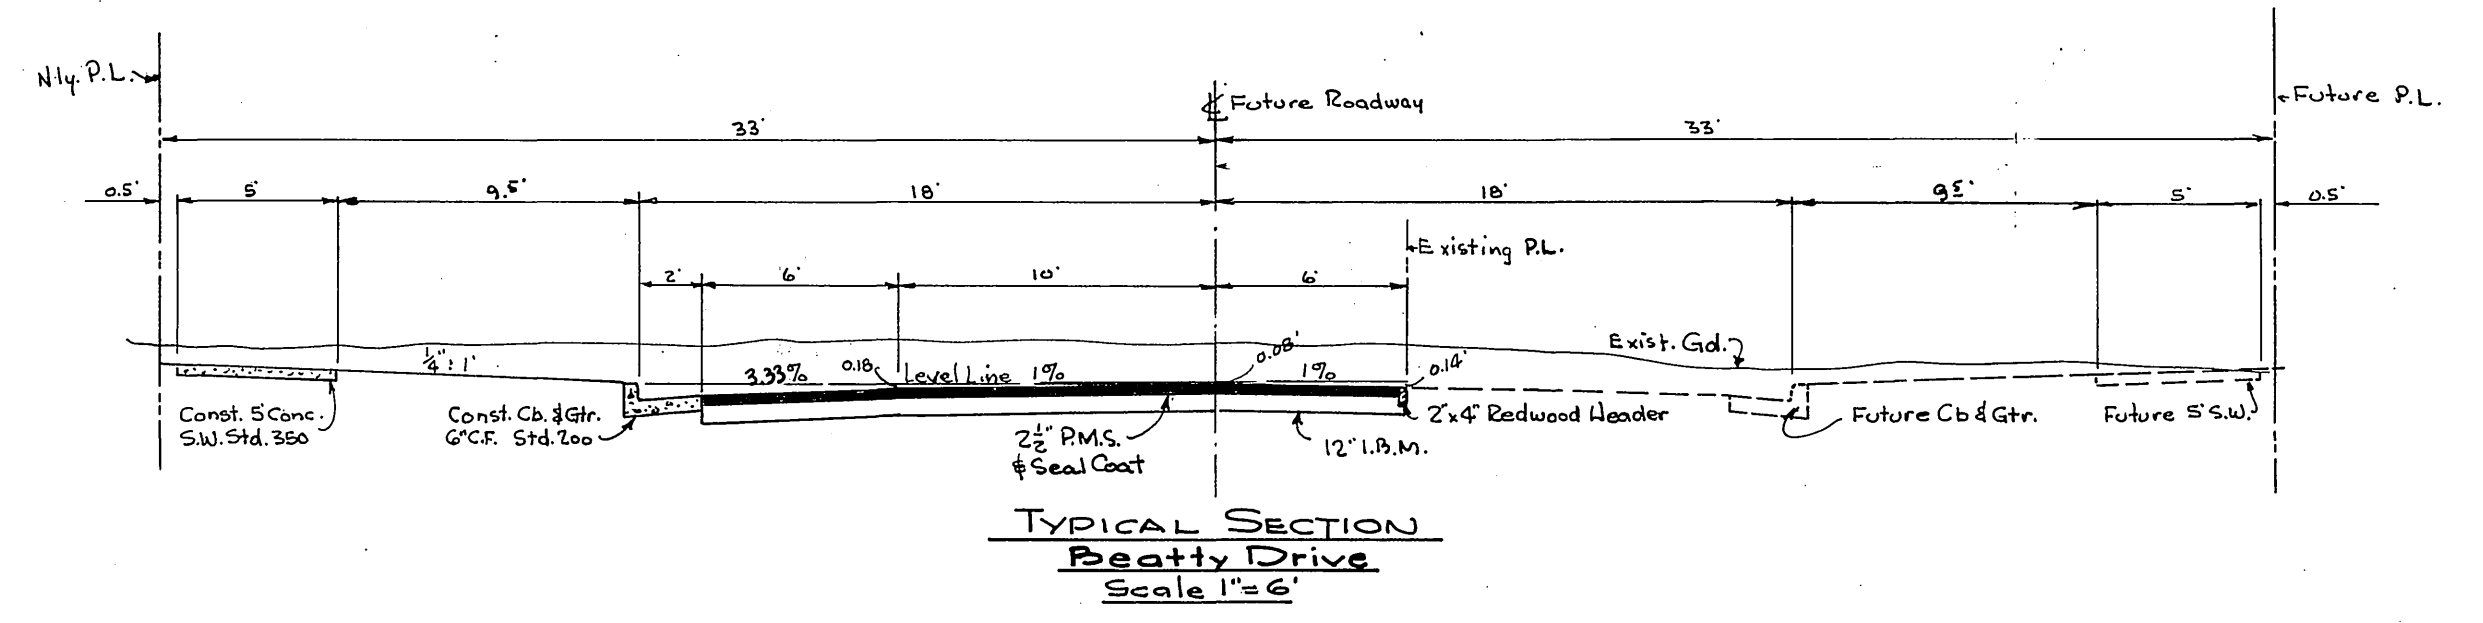 N'ly. P.L.
℄ Future Roadway
Future P.L.
33'
33'
0.5'
5'
9.5'
18'
18'
9.5'
5'
0.5'
Existing P.L.
2'
6'
10'
6'
Exist. Gd.
1/4" : 1'
3.33%
0.18
Level Line
1%
0.08'
1%
0.14'
Const. 5' Conc.
S.W. Std. 350
Const. Cb. & Gtr.
6" C.F. Std. 200
2 1/2" P.M.S.
& Seal Coat
12" I.B.M.
2"x4" Redwood Header
Future Cb & Gtr.
Future 5' S.W.
TYPICAL SECTION
Beatty Drive
Scale 1" = 6'